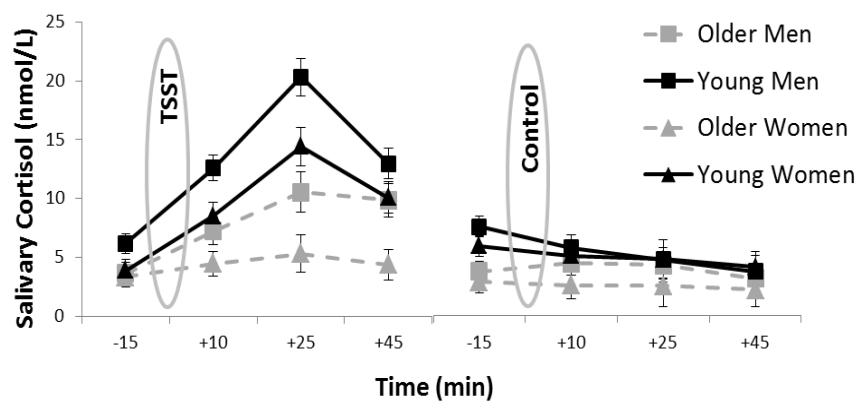 Salivary Cortisol (nmol/L)
25
20
15
10
5
0
TSST
Control
Older Men
Young Men
Older Women
Young Women
-15
+10
+25
+45
-15
+10
+25
+45
Time (min)